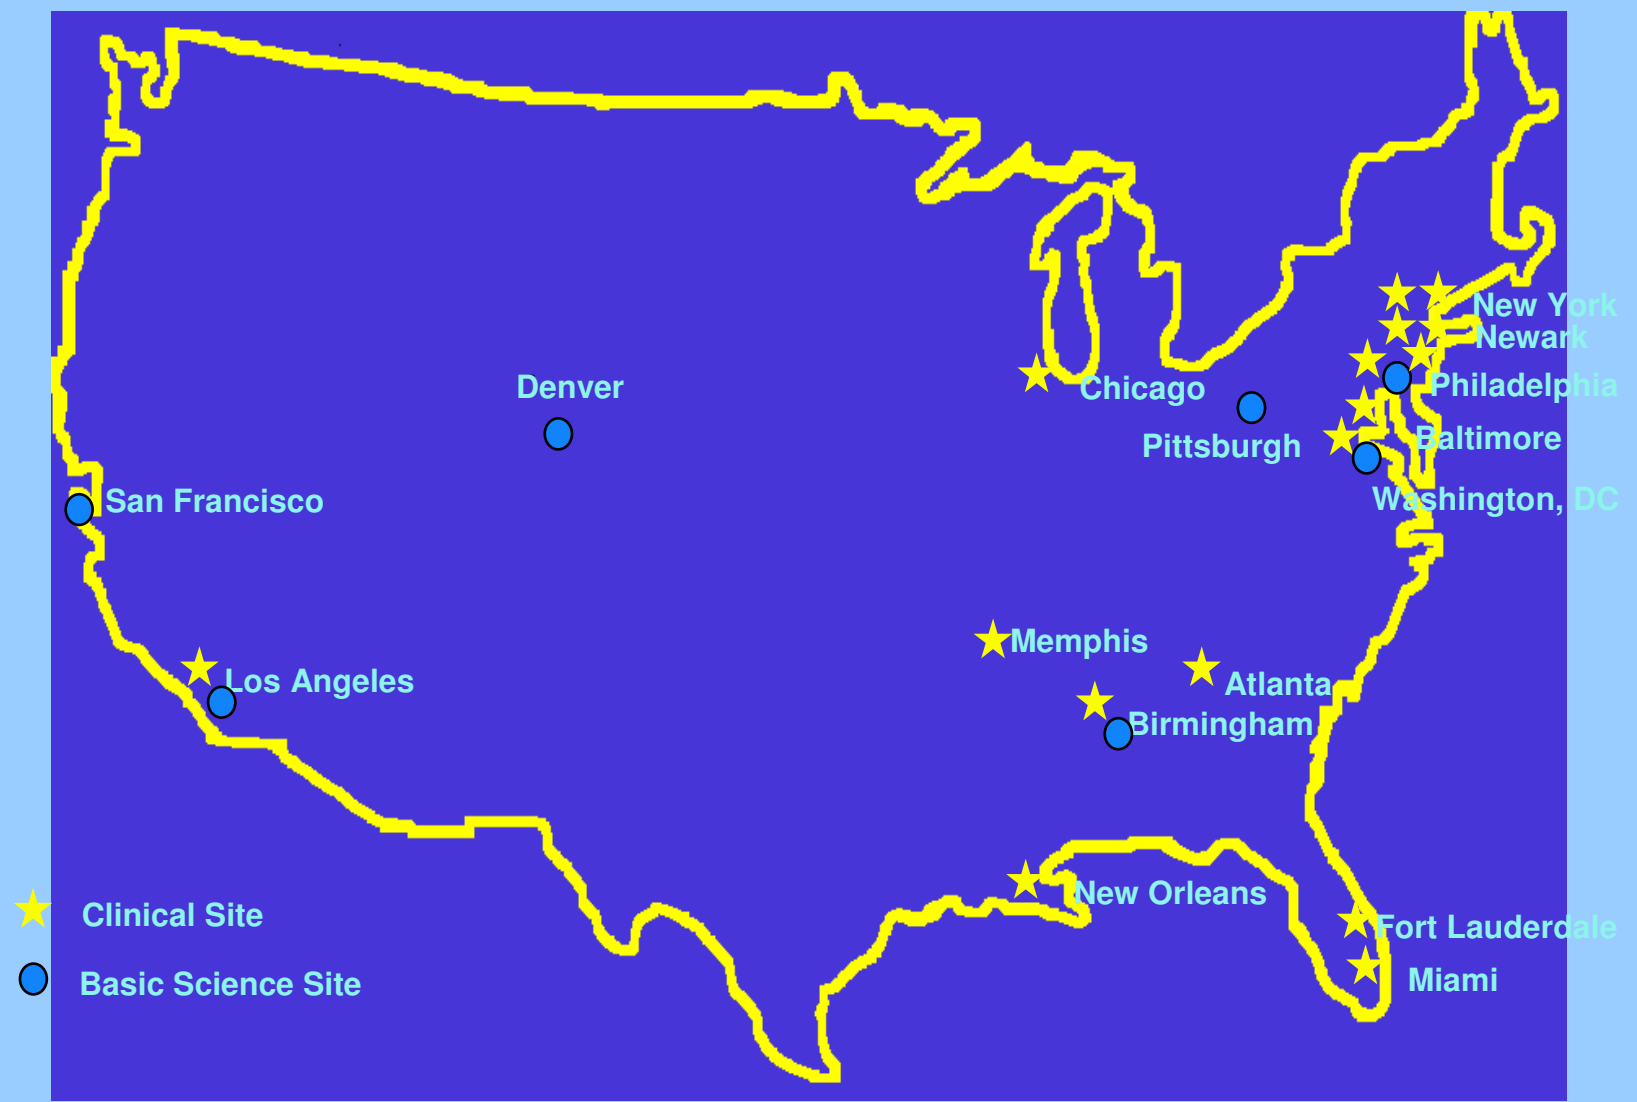 New York
Newark
Denver
Chicago
Philadelphia
Pittsburgh
Baltimore
San Francisco
Washington, DC
Memphis
Los Angeles
Atlanta
Birmingham
New Orleans
Clinical Site
Fort Lauderdale
Basic Science Site
Miami